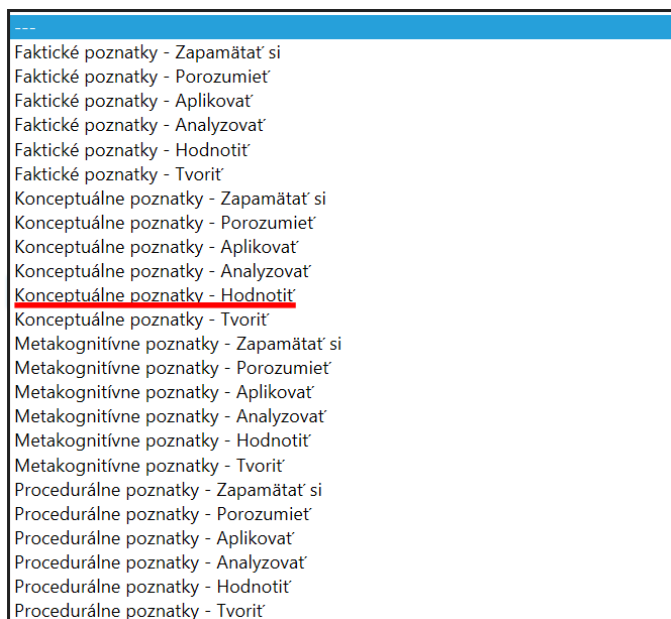 ---
Faktické poznatky - Zapamätať si
Faktické poznatky - Porozumieť
Faktické poznatky - Aplikovať
Faktické poznatky - Analyzovať
Faktické poznatky - Hodnotiť
Faktické poznatky - Tvoriť
Konceptuálne poznatky - Zapamätať si
Konceptuálne poznatky - Porozumieť
Konceptuálne poznatky - Aplikovať
Konceptuálne poznatky - Analyzovať
Konceptuálne poznatky - Hodnotiť
Konceptuálne poznatky - Tvoriť
Metakognitívne poznatky - Zapamätať si
Metakognitívne poznatky - Porozumieť
Metakognitívne poznatky - Aplikovať
Metakognitívne poznatky - Analyzovať
Metakognitívne poznatky - Hodnotiť
Metakognitívne poznatky - Tvoriť
Procedurálne poznatky - Zapamätať si
Procedurálne poznatky - Porozumieť
Procedurálne poznatky - Aplikovať
Procedurálne poznatky - Analyzovať
Procedurálne poznatky - Hodnotiť
Procedurálne poznatky - Tvoriť